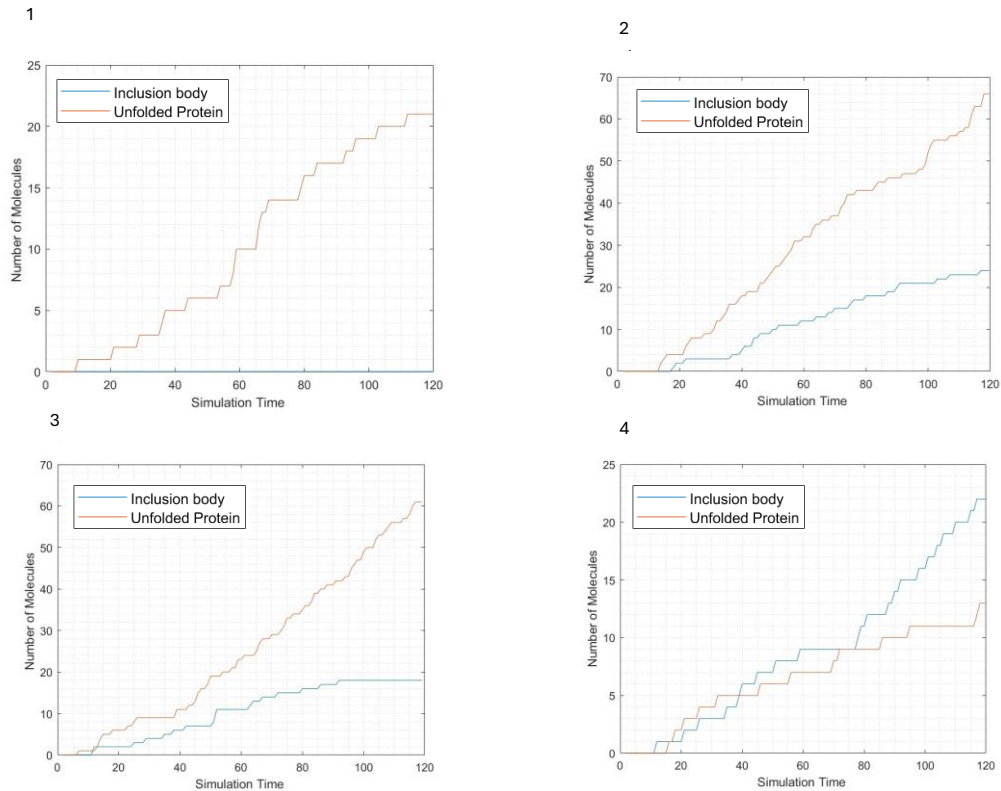 1
25
20
15
10
5
0
Number of Molecules
Inclusion body
Unfolded Protein
0 20 40 60 80 100 120
Simulation Time
2
70
60
50
40
30
20
10
0
Number of Molecules
Inclusion body
Unfolded Protein
0 20 40 60 80 100 120
Simulation Time
3
70
60
50
40
30
20
10
0
Number of Molecules
Inclusion body
Unfolded Protein
0 20 40 60 80 100 120
Simulation Time
4
25
20
15
10
5
0
Number of Molecules
Inclusion body
Unfolded Protein
0 20 40 60 80 100 120
Simulation Time